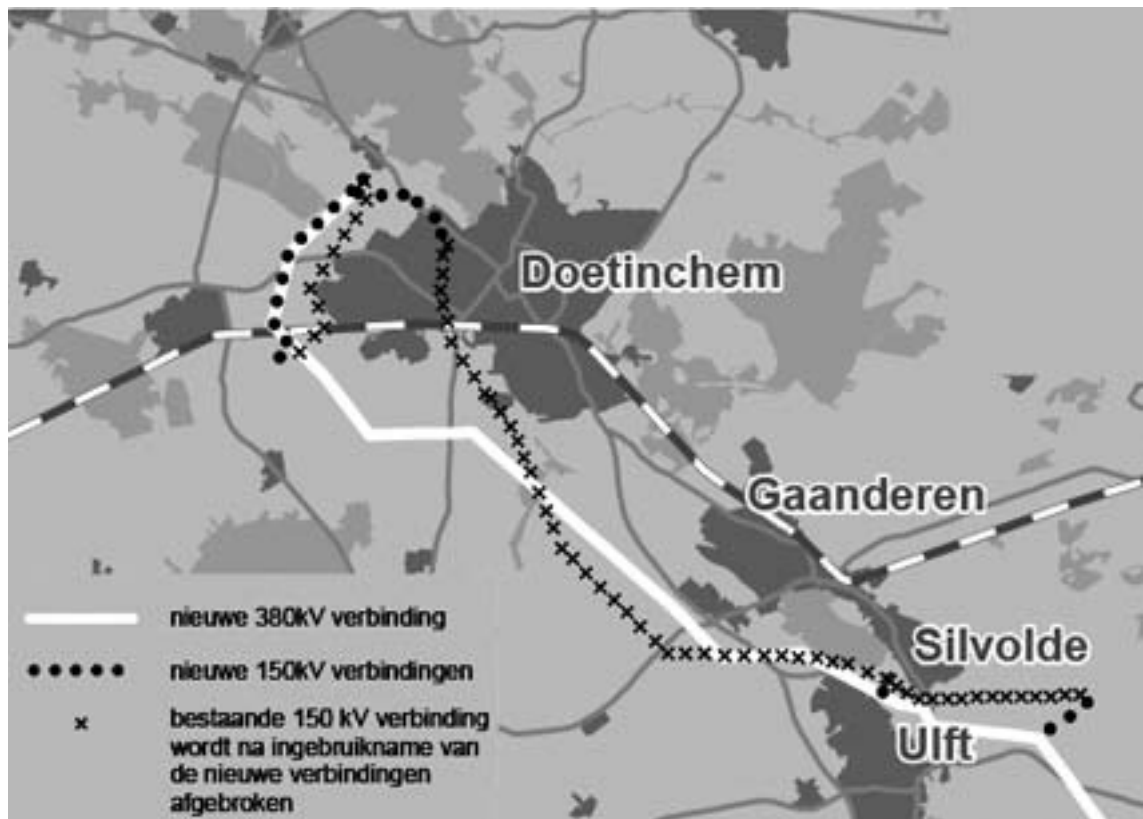 Doetinchem
Gaanderen
Silvolde
Ulft
nieuwe 380kV verbinding
nieuwe 150kV verbindingen
bestaande 150 kV verbinding
wordt na ingebruikname van
de nieuwe verbindingen
afgebroken